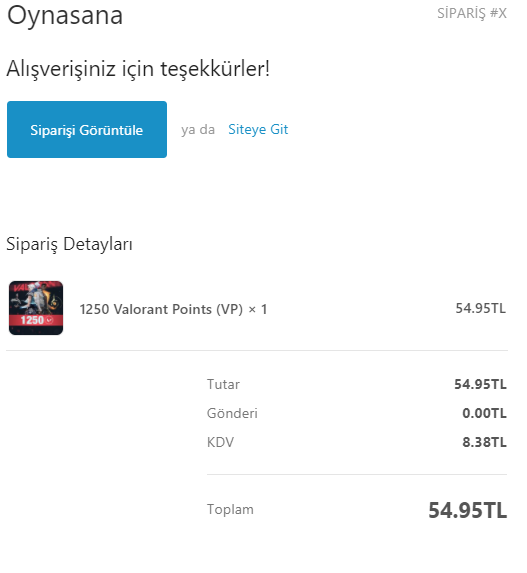 Oynasana
SİPARİŞ #X
Alışverişiniz için teşekkürler!
Siparişi Görüntüle
ya da
Siteye Git
Sipariş Detayları
1250
1250 Valorant Points (VP) × 1
54.95TL
Tutar
54.95TL
Gönderi
0.00TL
KDV
8.38TL
Toplam
54.95TL